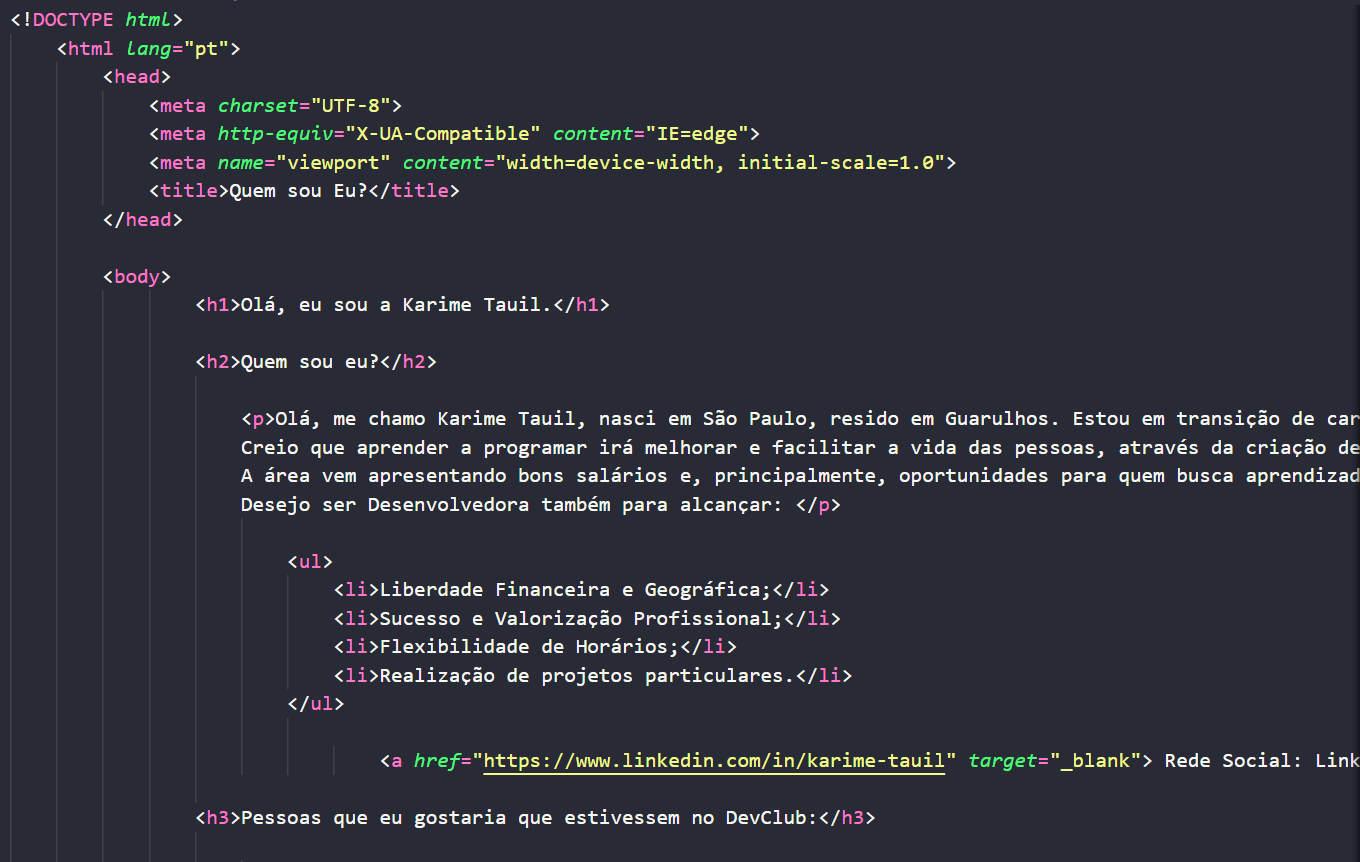 <!DOCTYPE html>
<html lang="pt">
<head>
<meta charset="UTF-8">
<meta http-equiv="X-UA-Compatible" content="IE=edge">
<meta name="viewport" content="width=device-width, initial-scale=1.0">
<title>Quem sou Eu?</title>
</head>
<body>
<h1>Olá, eu sou a Karime Tauil.</h1>
<h2>Quem sou eu?</h2>
<p>Olá, me chamo Karime Tauil, nasci em São Paulo, resido em Guarulhos. Estou em transição de car
Creio que aprender a programar irá melhorar e facilitar a vida das pessoas, através da criação de
A área vem apresentando bons salários e, principalmente, oportunidades para quem busca aprendizad
Desejo ser Desenvolvedora também para alcançar: </p>
<ul>
<li>Liberdade Financeira e Geográfica;</li>
<li>Sucesso e Valorização Profissional;</li>
<li>Flexibilidade de Horários;</li>
<li>Realização de projetos particulares.</li>
</ul>
<a href="https://www.linkedin.com/in/karime-tauil" target="_blank"> Rede Social: Link
<h3>Pessoas que eu gostaria que estivessem no DevClub:</h3>